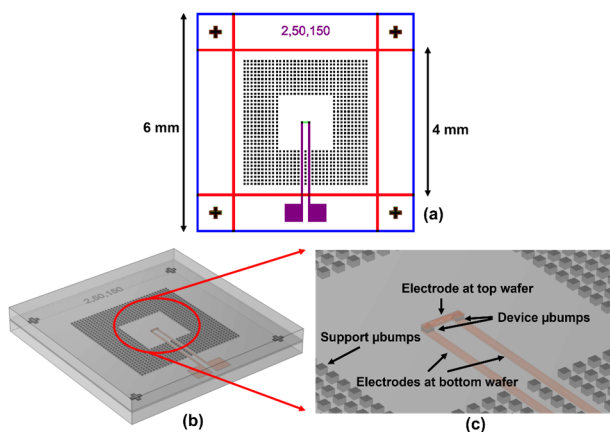 2,50,150
6 mm
4 mm
(a)
2,50,150
(b)
Electrode at top wafer
Device µbumps
Support µbumps
Electrodes at bottom wafer
(c)